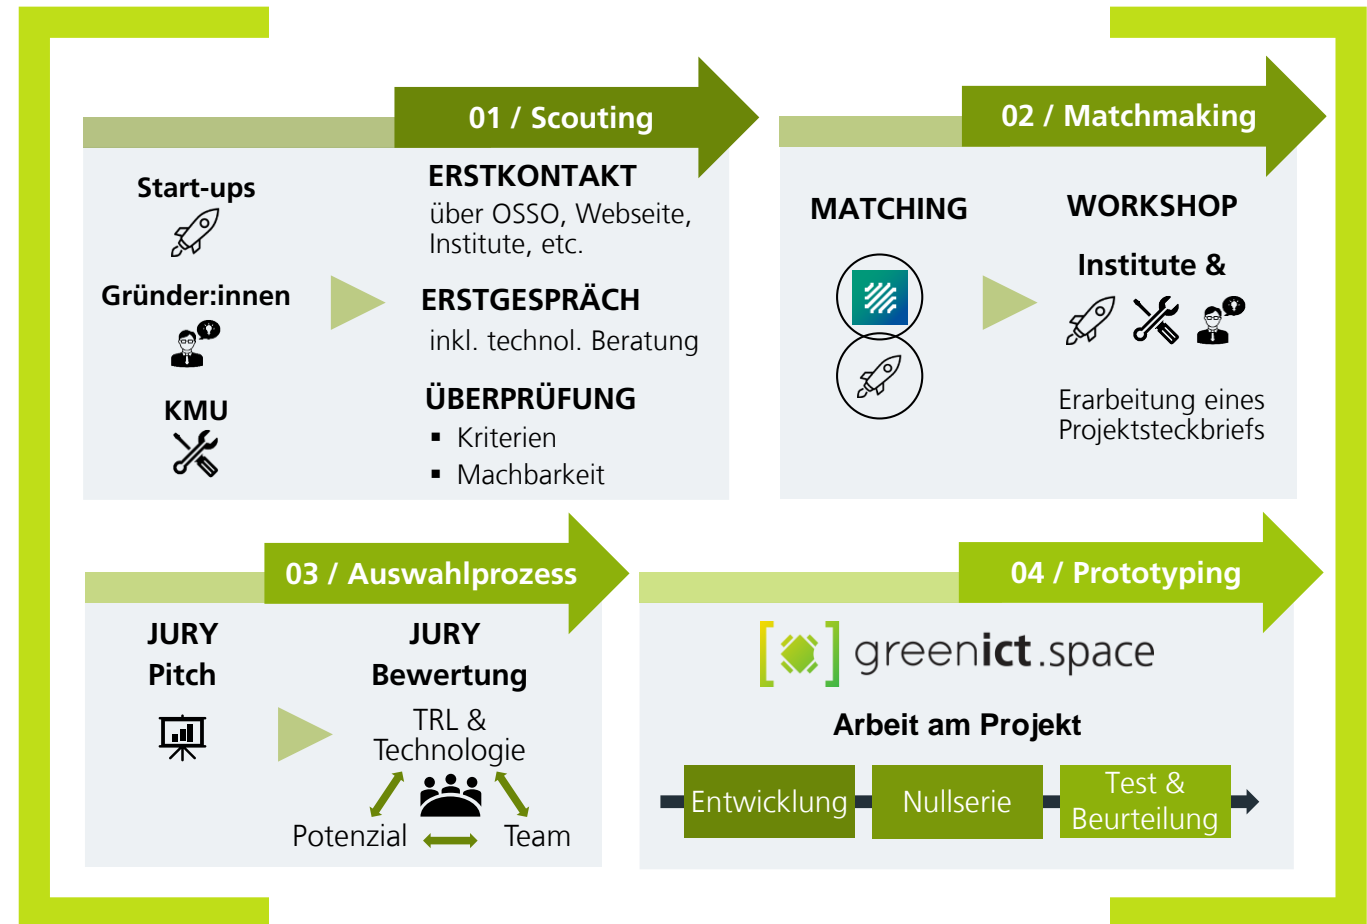 01 / Scouting
Start-ups
Gründer:innen
KMU
ERSTKONTAKT
über OSSO, Webseite,
Institute, etc.
ERSTGESPRÄCH
inkl. technol. Beratung
ÜBERPRÜFUNG
▪ Kriterien
▪ Machbarkeit
02 / Matchmaking
MATCHING
WORKSHOP
Institute &
Erarbeitung eines
Projektsteckbriefs
03 / Auswahlprozess
JURY
Pitch
JURY
Bewertung
TRL &
Technologie
Potenzial
Team
04 / Prototyping
greenict.space
Arbeit am Projekt
Entwicklung
Nullserie
Test &
Beurteilung